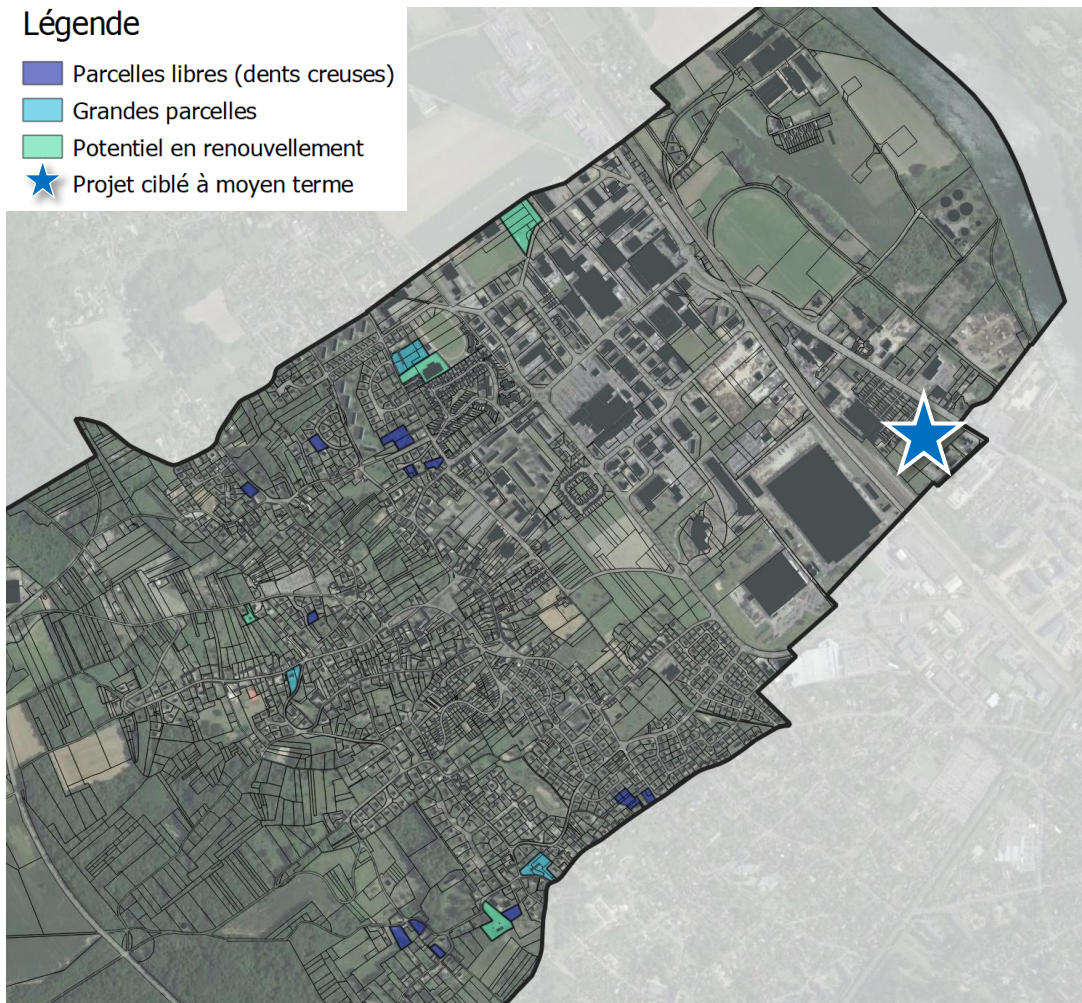 Légende
Parcelles libres (dents creuses)
Grandes parcelles
Potentiel en renouvellement
Projet ciblé à moyen terme